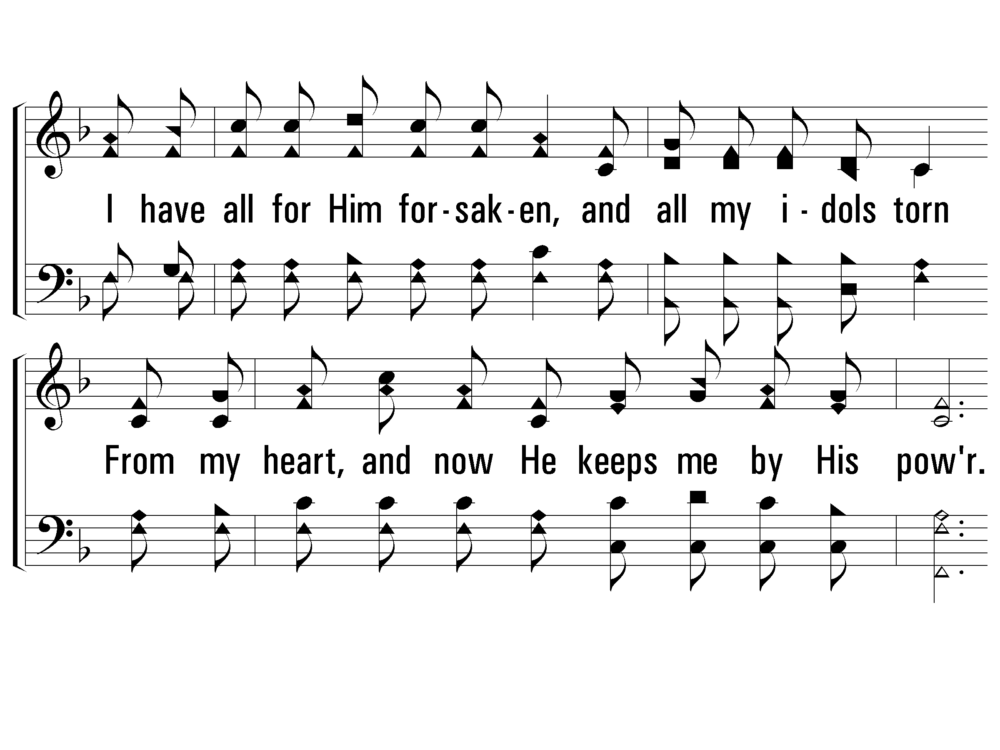 I have all for Him for-sak-en, and all my i-dols torn
From my heart, and now He keeps me by His pow'r.